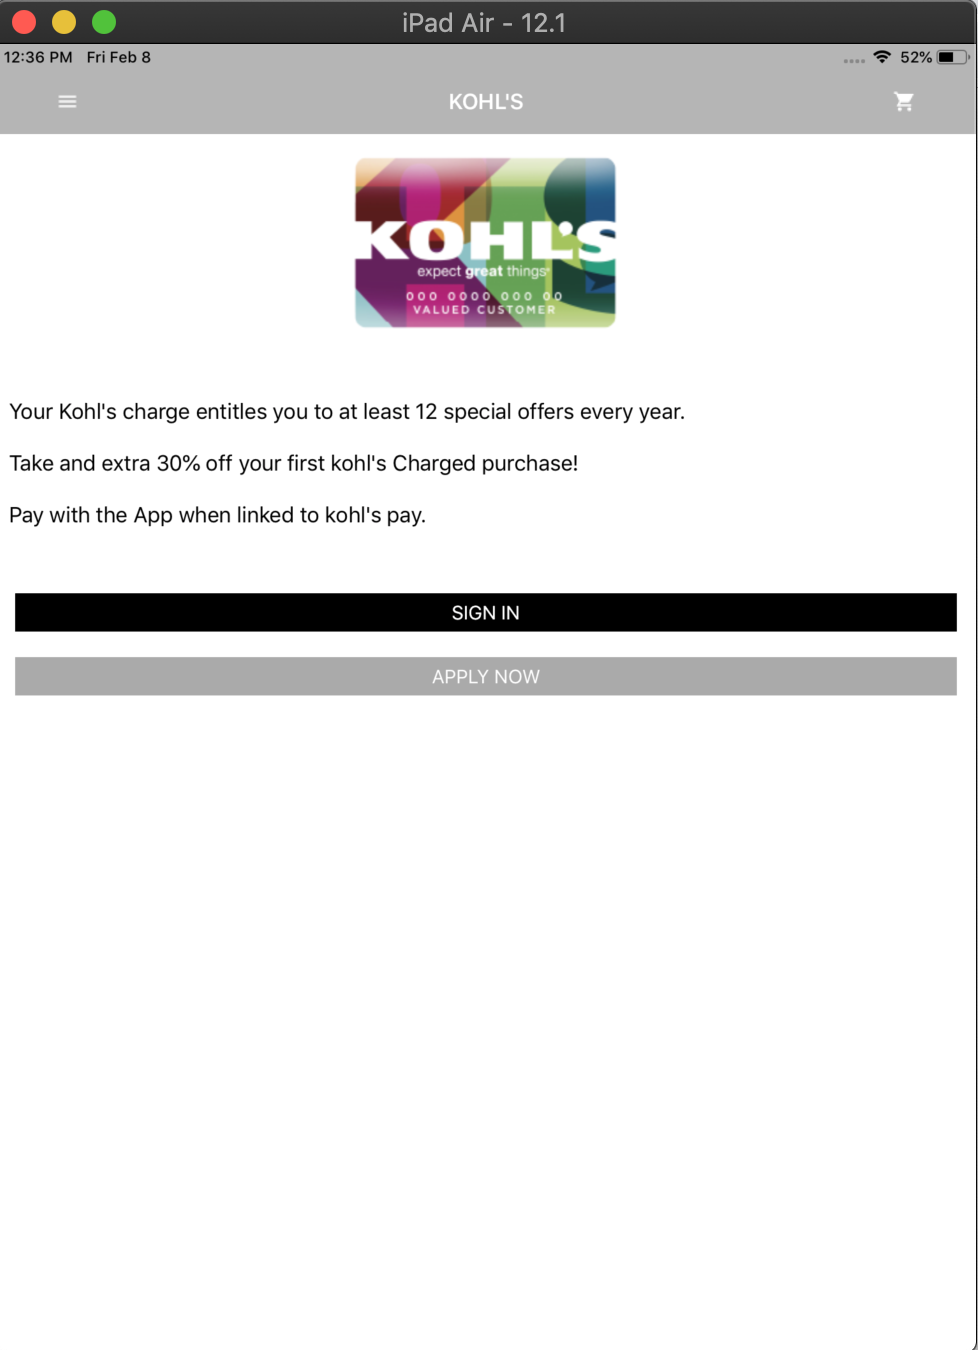 iPad Air - 12.1
12:36 PM Fri Feb 8 52%
KOHL'S
KOHL'S
expect great things
000 0000 000 00
VALUED CUSTOMER
Your Kohl's charge entitles you to at least 12 special offers every year.
Take and extra 30% off your first kohl's Charged purchase!
Pay with the App when linked to kohl's pay.
SIGN IN
APPLY NOW